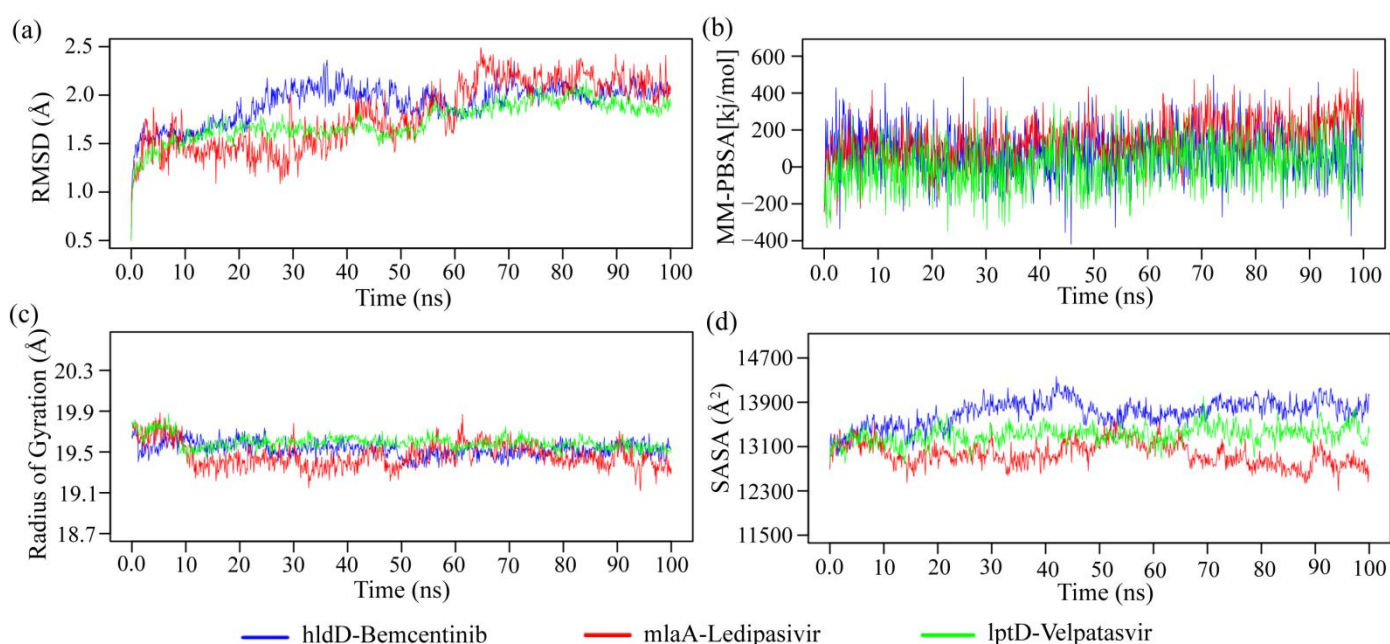 (a)
RMSD (Å)
2.5
2.0
1.5
1.0
0.5
0.0 10 20 30 40 50 60 70 80 90 100
Time (ns)
(b)
MM-PBSA[kj/mol]
600
400
200
0
−200
−400
0.0 10 20 30 40 50 60 70 80 90 100
Time (ns)
(c)
Radius of Gyration (Å)
20.3
19.9
19.5
19.1
18.7
0.0 10 20 30 40 50 60 70 80 90 100
Time (ns)
(d)
SASA (Å²)
14700
13900
13100
12300
11500
0.0 10 20 30 40 50 60 70 80 90 100
Time (ns)
hldD-Bemcentinib mlaA-Ledipasivir lptD-Velpatasvir